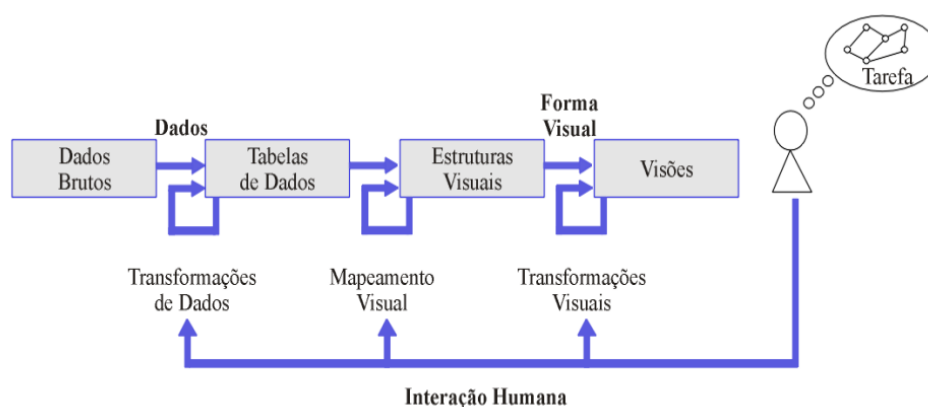 Tarefa
Dados
Forma
Visual
Dados
Brutos
Tabelas
de Dados
Estruturas
Visuais
Visões
Transformações
de Dados
Mapeamento
Visual
Transformações
Visuais
Interação Humana